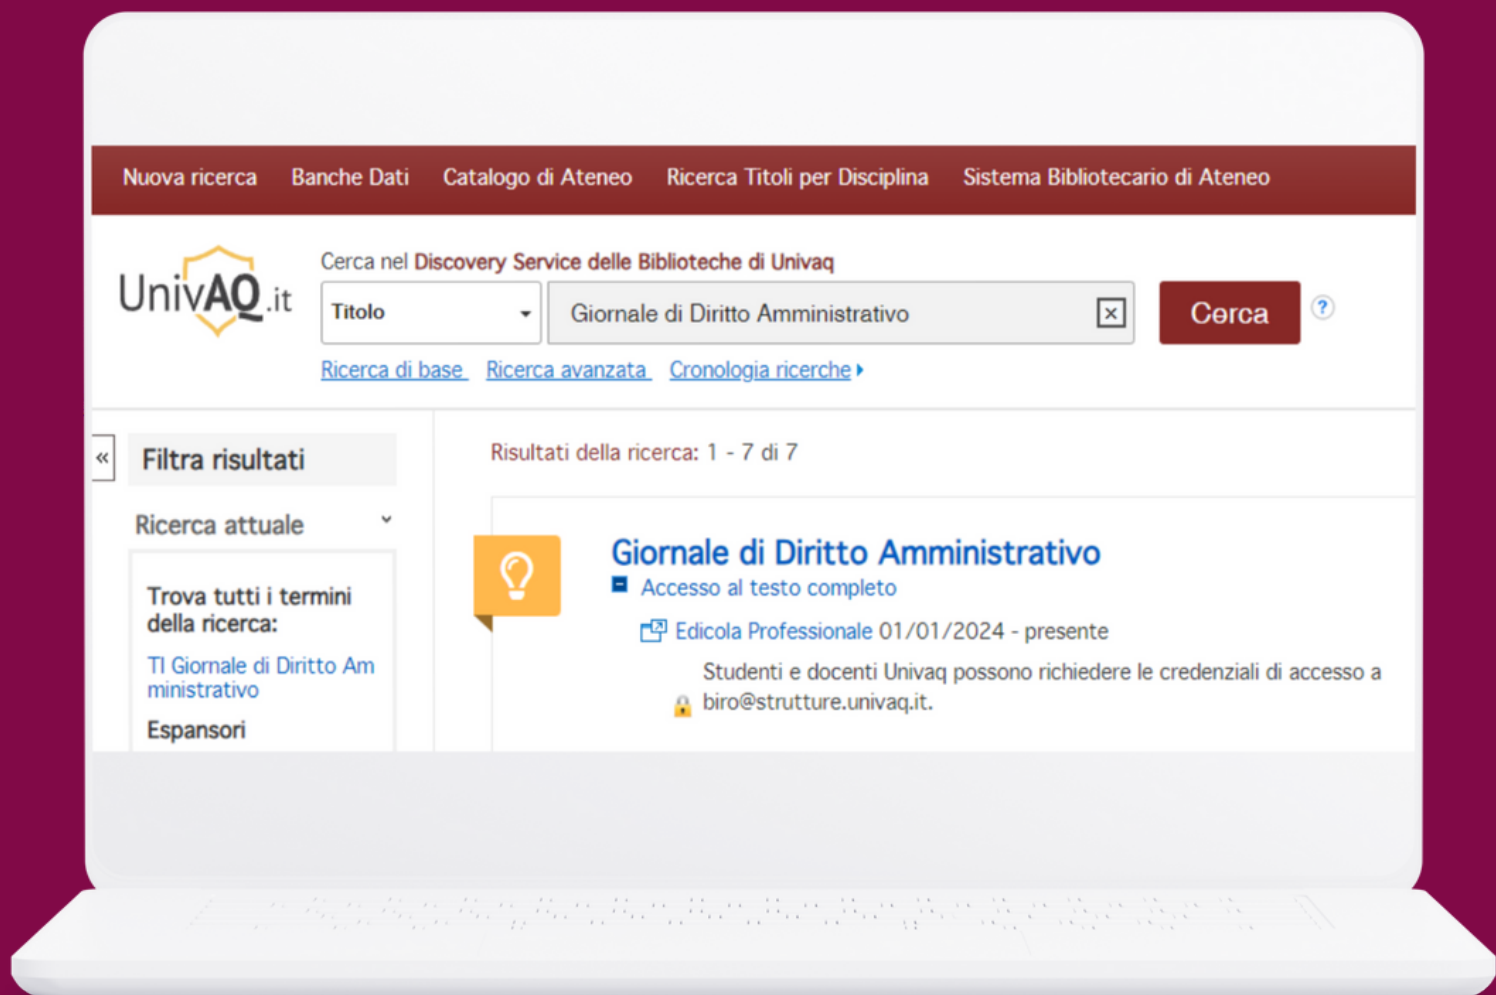 Nuova ricerca Banche Dati Catalogo di Ateneo Ricerca Titoli per Disciplina Sistema Bibliotecario di Ateneo
UnivAQ.it
Cerca nel Discovery Service delle Biblioteche di Univaq
Titolo Giornale di Diritto Amministrativo Cerca ?
Ricerca di base Ricerca avanzata Cronologia ricerche
« Filtra risultati
Ricerca attuale
Trova tutti i termini
della ricerca:
TI Giornale di Diritto Am
ministrativo
Espansori
Risultati della ricerca: 1 - 7 di 7
Giornale di Diritto Amministrativo
Accesso al testo completo
Edicola Professionale 01/01/2024 - presente
Studenti e docenti Univaq possono richiedere le credenziali di accesso a
biro@strutture.univaq.it.